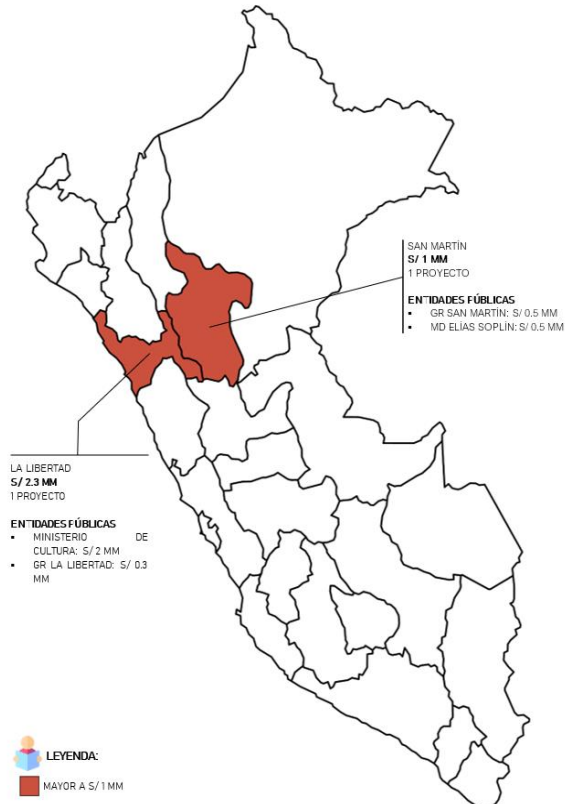 SAN MARTÍN
S/ 1 MM
1 PROYECTO
ENTIDADES PÚBLICAS
▪ GR SAN MARTÍN: S/ 0.5 MM
▪ MD ELÍAS SOPLÍN: S/ 0.5 MM
LA LIBERTAD
S/ 2.3 MM
1 PROYECTO
ENTIDADES PÚBLICAS
▪ MINISTERIO DE
CULTURA: S/ 2 MM
▪ GR LA LIBERTAD: S/ 0.3
MM
LEYENDA:
MAYOR A S/ 1 MM